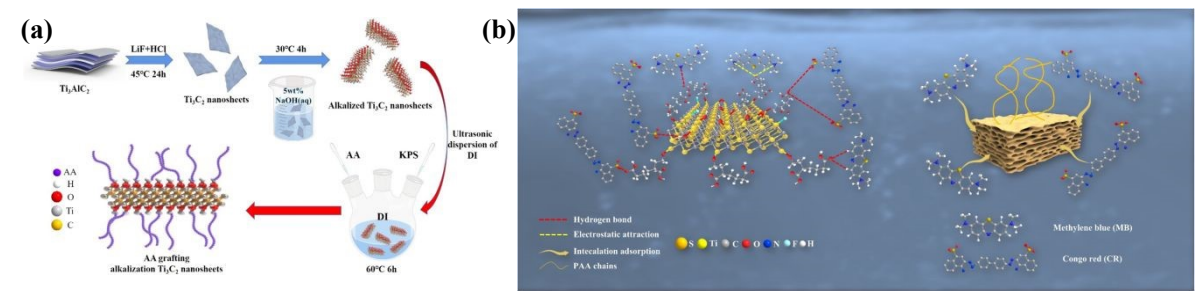 (a)
LiF+HCl
45℃ 24h
Ti₃AlC₂
Ti₃C₂ nanosheets
30℃ 4h
5wt%
NaOH(aq)
Alkalized Ti₃C₂ nanosheets
Ultrasonic
dispersion of
DI
AA
KPS
DI
60℃ 6h
AA
H
O
Ti
C
AA grafting
alkalization Ti₃C₂ nanosheets
(b)
Hydrogen bond
Electrostatic attraction
Inteculation adsorption
PAA chains
S Ti C O N F H
Methylene blue (MB)
Congo red (CR)